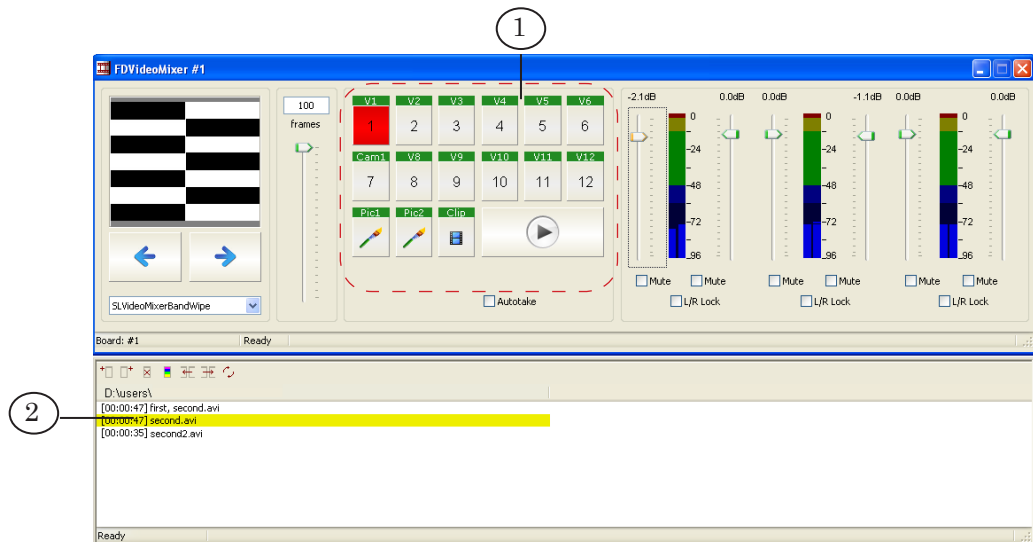 1
FDVideoMixer #1
100
frames
V1 V2 V3 V4 V5 V6
1 2 3 4 5 6
Cam1 V8 V9 V10 V11 V12
7 8 9 10 11 12
Pic1 Pic2 Clip
Autotake
SLVideoMixerBandWipe
-2.1dB 0.0dB 0.0dB -1.1dB 0.0dB 0.0dB
0 0 0
-24 -24 -24
-48 -48 -48
-72 -72 -72
-96 -96 -96
Mute Mute Mute Mute Mute Mute
L/R Lock L/R Lock L/R Lock
Board: #1 Ready
D:\users\
[00:00:47] first, second.avi
2
[00:00:47] second.avi
[00:00:35] second2.avi
Ready